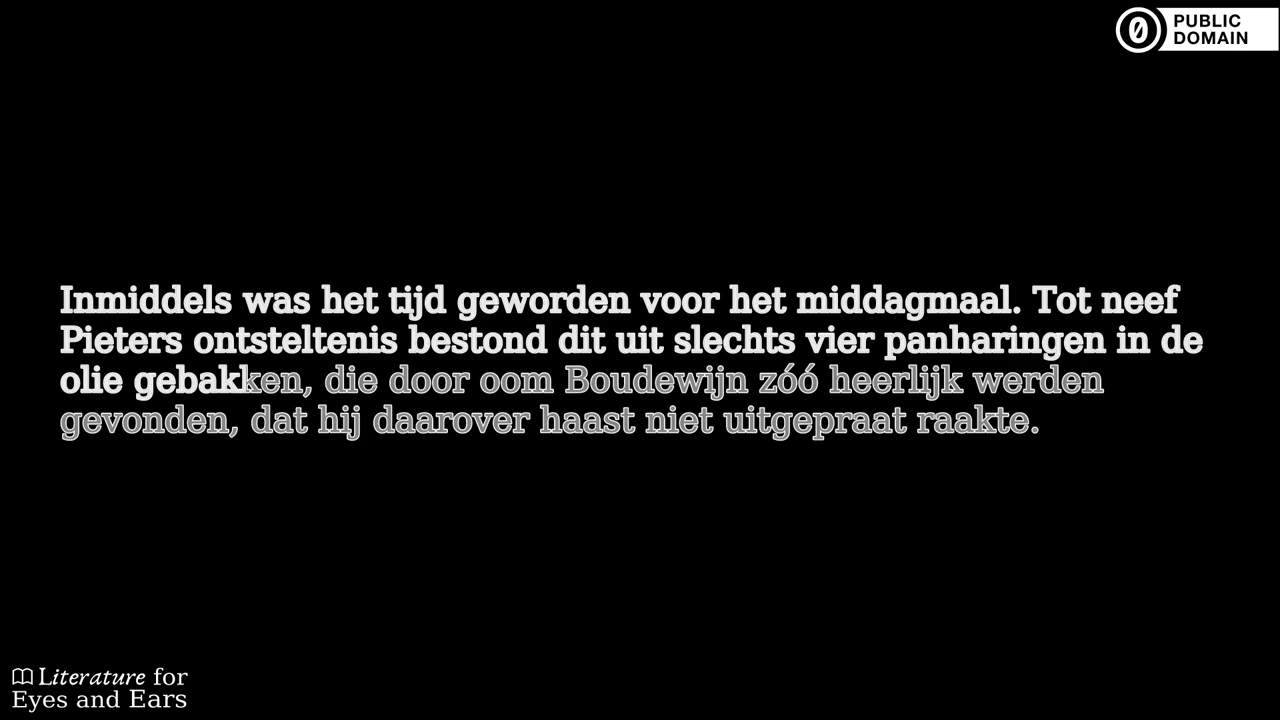 PUBLIC
DOMAIN
Inmiddels was het tijd geworden voor het middagmaal. Tot neef
Pieters ontsteltenis bestond dit uit slechts vier panharingen in de
olie gebakken, die door oom Boudewijn zóó heerlijk werden
gevonden, dat hij daarover haast niet uitgepraat raakte.
Literature for
Eyes and Ears